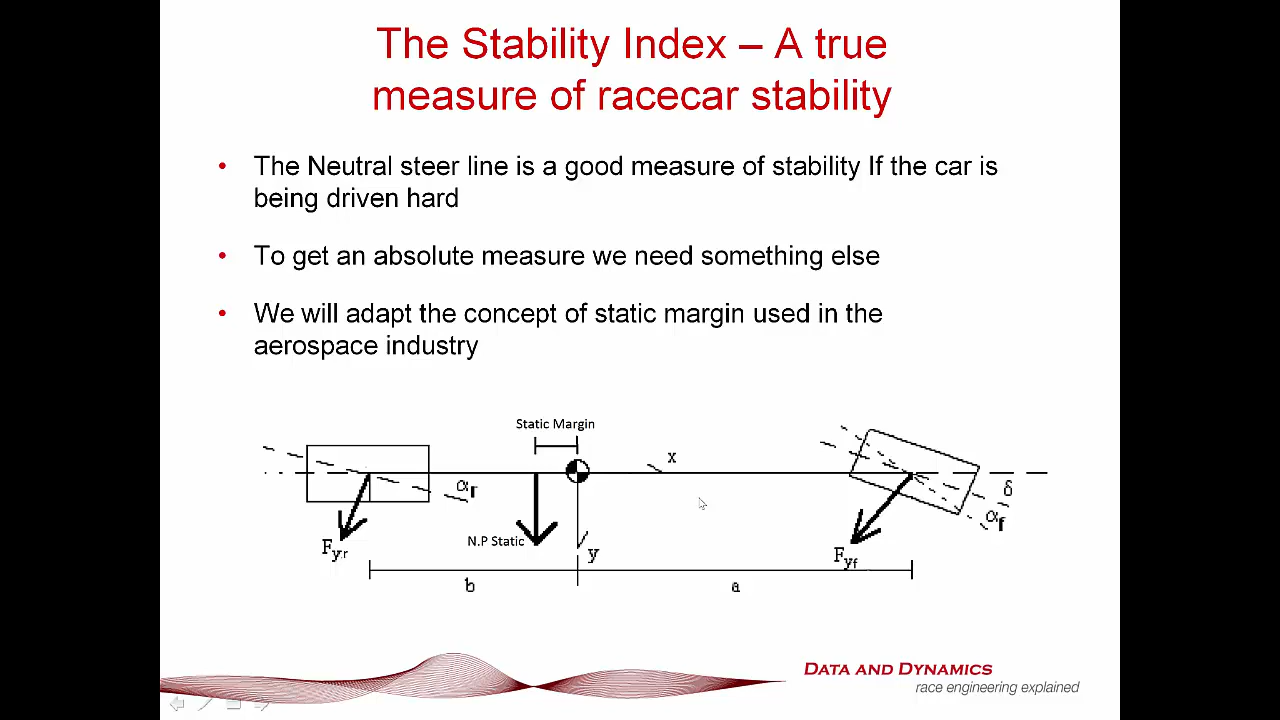 The Stability Index – A true
measure of racecar stability
• The Neutral steer line is a good measure of stability If the car is
being driven hard
• To get an absolute measure we need something else
• We will adapt the concept of static margin used in the
aerospace industry
Static Margin
x
αr
δ
αf
N.P Static
Fyr
y
Fyf
b
a
DATA AND DYNAMICS
race engineering explained